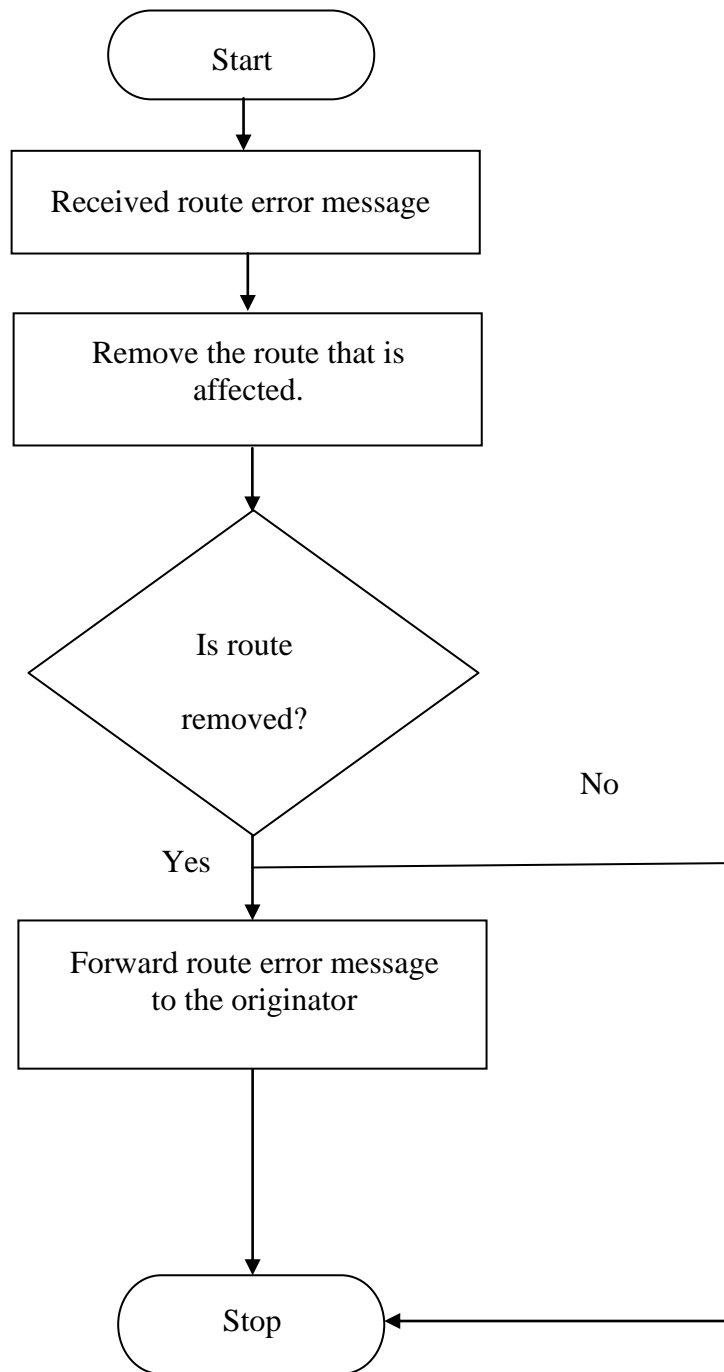 Start
Received route error message
Remove the route that is
affected.
Is route
removed?
No
Yes
Forward route error message
to the originator
Stop